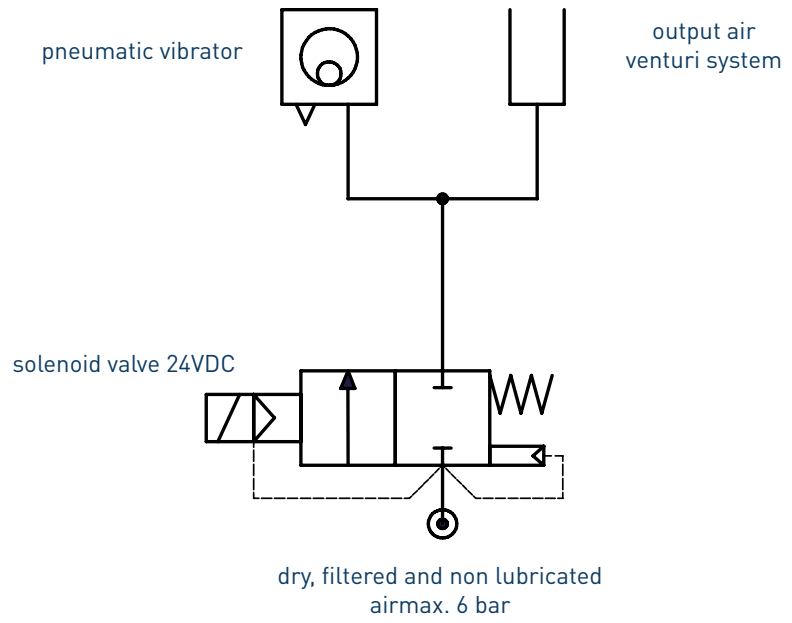 pneumatic vibrator
output air
venturi system
solenoid valve 24VDC
dry, filtered and non lubricated
airmax. 6 bar